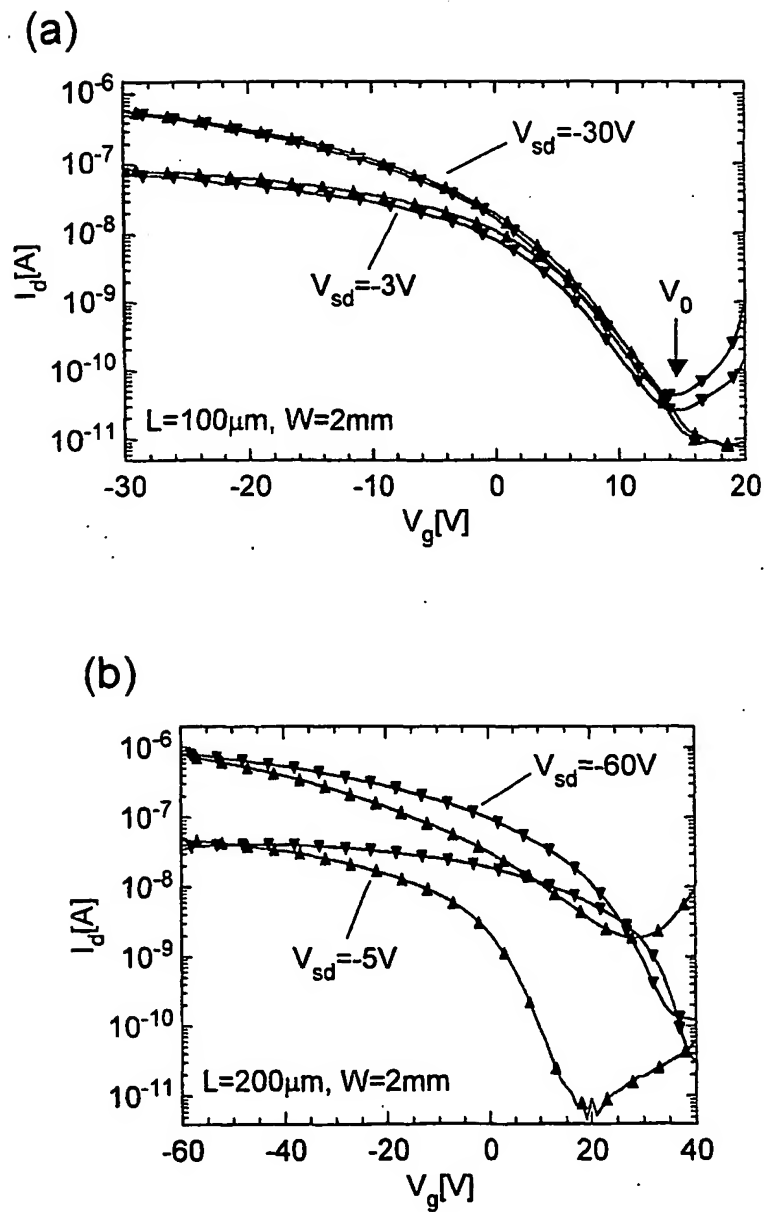 (a)
10⁻⁶
10⁻⁷
10⁻⁸
10⁻⁹
10⁻¹⁰
10⁻¹¹
I_d[A]
V_sd=-30V
V_sd=-3V
V_0
L=100μm, W=2mm
-30 -20 -10 0 10 20
V_g[V]
(b)
10⁻⁶
10⁻⁷
10⁻⁸
10⁻⁹
10⁻¹⁰
10⁻¹¹
I_d[A]
V_sd=-60V
V_sd=-5V
L=200μm, W=2mm
-60 -40 -20 0 20 40
V_g[V]